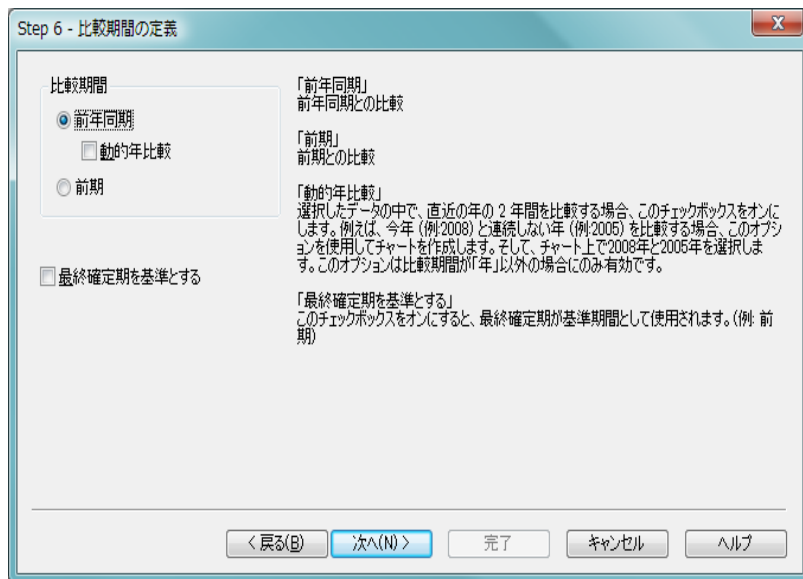 Step 6 - 比較期間の定義
比較期間
前年同期
動的年比較
前期
最終確定期を基準とする
「前年同期」
前年同期との比較
「前期」
前期との比較
「動的年比較」
選択したデータの中で、直近の年の 2 年間を比較する場合、このチェックボックスをオンに
します。例えば、今年 (例:2008) と連続しない年 (例:2005) を比較する場合、このオプシ
ョンを使用してチャートを作成します。そして、チャート上で2008年と2005年を選択しま
す。このオプションは比較期間が「年」以外の場合にのみ有効です。
「最終確定期を基準とする」
このチェックボックスをオンにすると、最終確定期が基準期間として使用されます。(例: 前
期)
< 戻る(B)
次へ(N) >
完了
キャンセル
ヘルプ